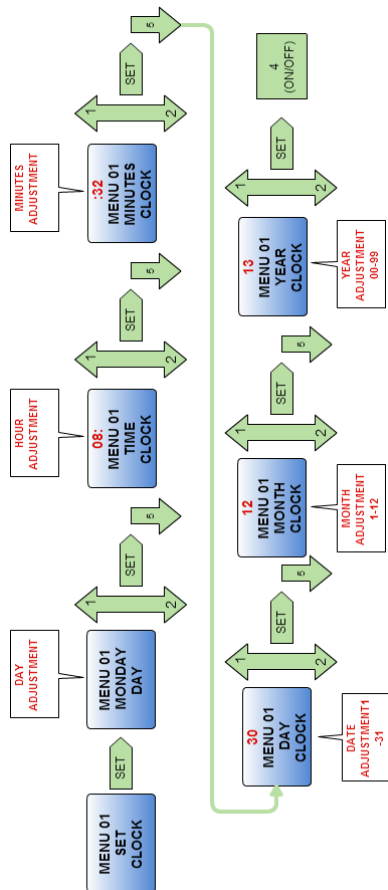 MENU 01
SET
CLOCK
SET
DAY
ADJUSTMENT
MENU 01
MONDAY
DAY
1
2
SET
5
HOUR
ADJUSTMENT
08:
MENU 01
TIME
CLOCK
1
2
SET
5
MINUTES
ADJUSTMENT
:32
MENU 01
MINUTES
CLOCK
1
2
SET
5
30
MENU 01
DAY
CLOCK
DATE
ADJUSTMENT1
-31
1
2
SET
5
12
MENU 01
MONTH
CLOCK
MONTH
ADJUSTMENT
1-12
1
2
SET
5
13
MENU 01
YEAR
CLOCK
YEAR
ADJUSTMENT
00-99
1
2
SET
4
(ON/OFF)